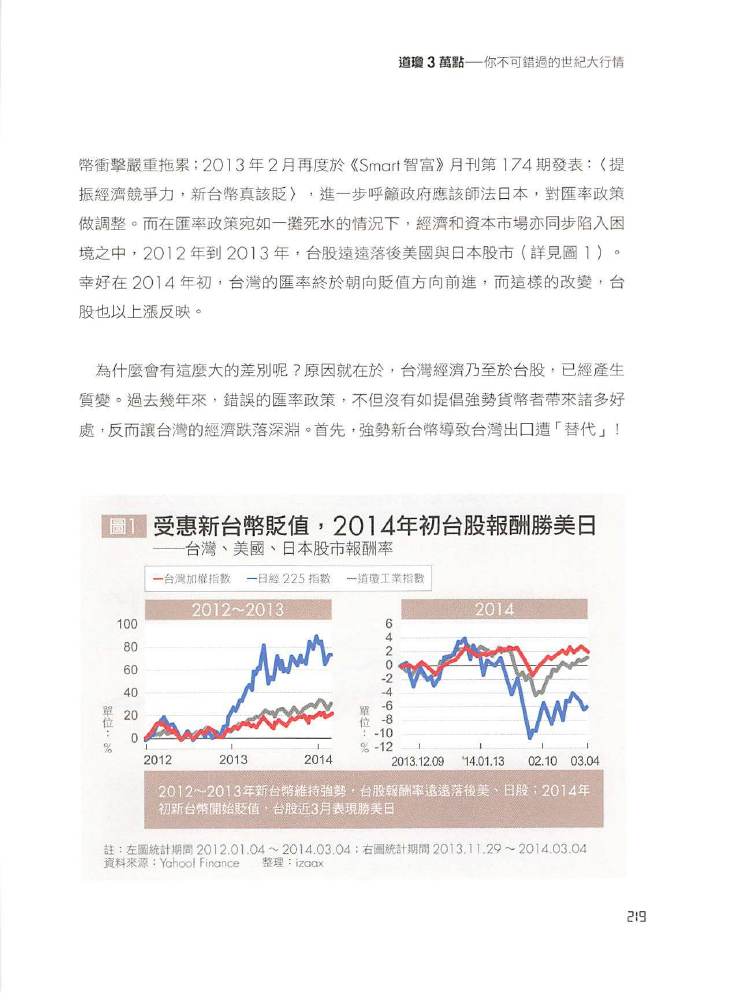 道瓊 3 萬點──你不可錯過的世紀大行情
幣衝擊嚴重拖累；2013 年 2 月再度於《Smart 智富》月刊第 174 期發表：〈提
振經濟競爭力，新台幣真該貶〉，進一步呼籲政府應該師法日本，對匯率政策
做調整。而在匯率政策宛如一攤死水的情況下，經濟和資本市場亦同步陷入困
境之中，2012 年到 2013 年，台股遠遠落後美國與日本股市（詳見圖 1）。
幸好在 2014 年初，台灣的匯率終於朝向貶值方向前進，而這樣的改變，台
股也以上漲反映。
為什麼會有這麼大的差別呢？原因就在於，台灣經濟乃至於台股，已經產生
質變。過去幾年來，錯誤的匯率政策，不但沒有如提倡強勢貨幣者帶來諸多好
處，反而讓台灣的經濟跌落深淵。首先，強勢新台幣導致台灣出口遭「替代」！
圖1 受惠新台幣貶值，2014年初台股報酬勝美日
──台灣、美國、日本股市報酬率
台灣加權指數 日經 225 指數 道瓊工業指數
2012～2013
100
80
60
40
20
0
單位：%
2012 2013 2014
2014
6
4
2
0
-2
-4
-6
-8
-10
-12
單位：%
2013.12.09 '14.01.13 02.10 03.04
2012～2013年新台幣維持強勢，台股報酬率遠遠落後美、日股；2014年
初新台幣開始貶值，台股近3月表現勝美日
註：左圖統計期間 2012.01.04 ～ 2014.03.04；右圖統計期間 2013.11.29 ～ 2014.03.04
資料來源：Yahoo! Finance 整理：izaax
219